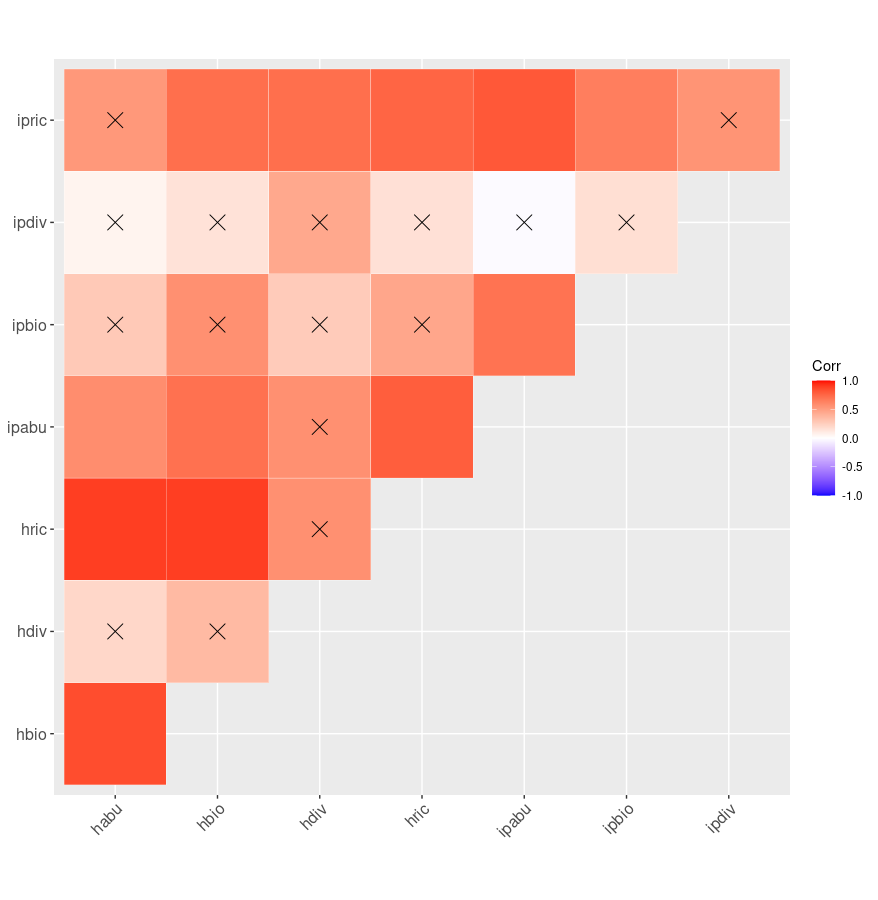 ipric
ipdiv
ipbio
ipabu
hric
hdiv
hbio
habu
hbio
hdiv
hric
ipabu
ipbio
ipdiv
Corr
1.0
0.5
0.0
-0.5
-1.0